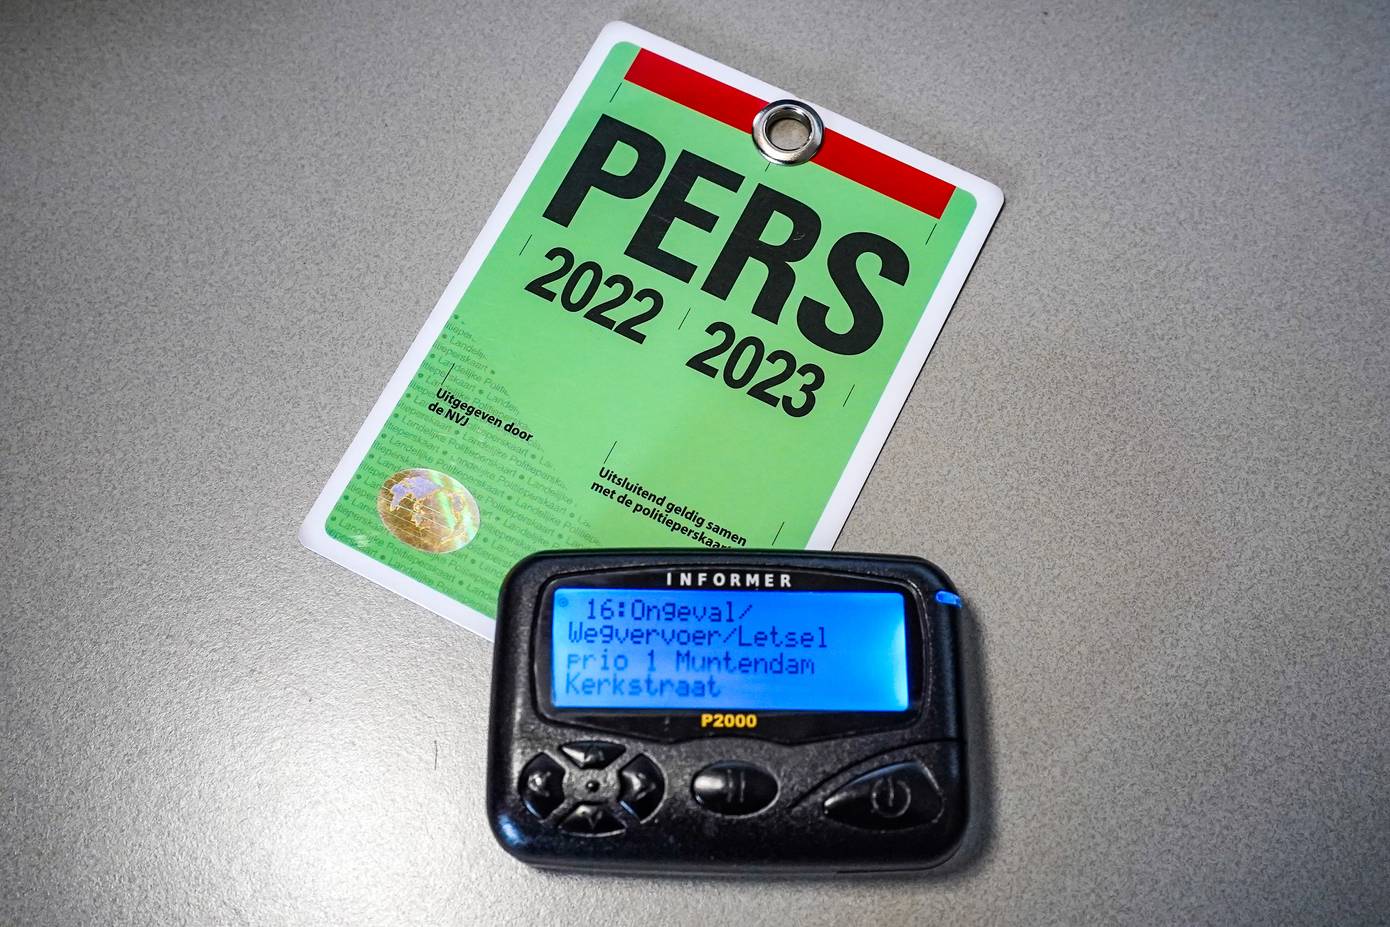 PERS
2022 2023
Uitgegeven door
de NVJ
Uitsluitend geldig samen
met de politieperskaart
INFORMER
16:Ongeval/
Wegvervoer/Letsel
prio 1 Muntendam
Kerkstraat
P2000